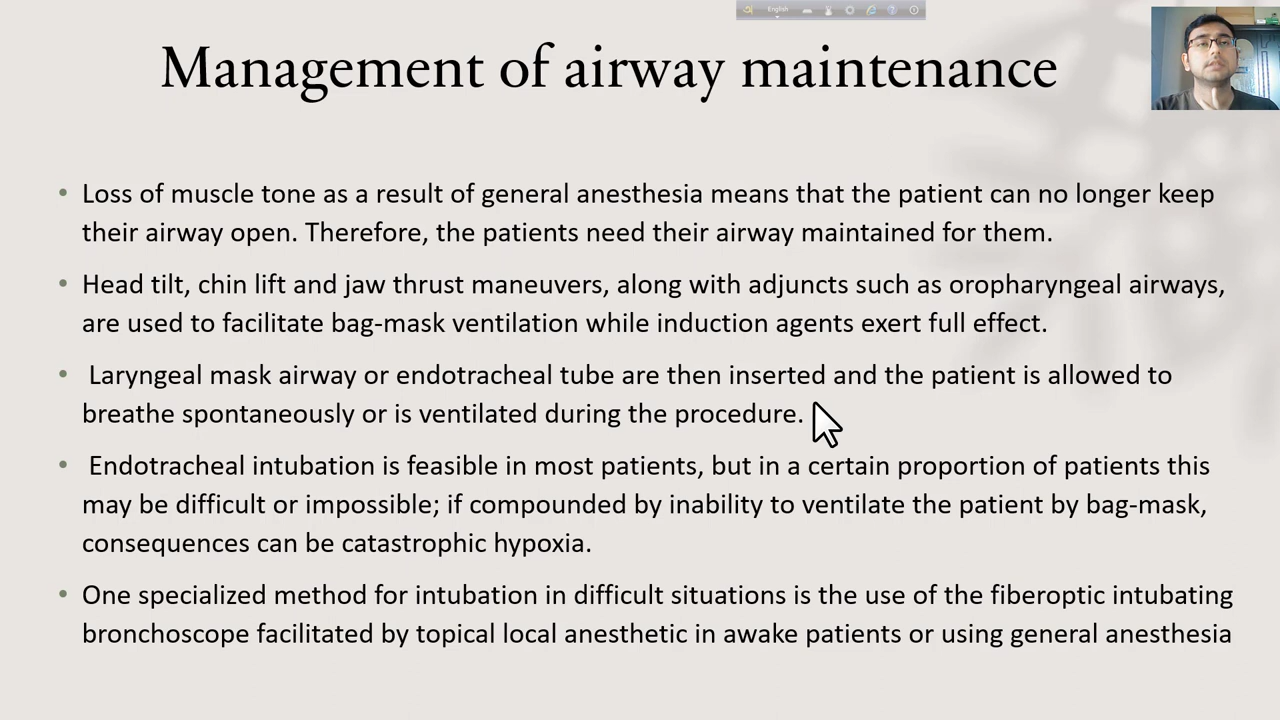 English
Management of airway maintenance
• Loss of muscle tone as a result of general anesthesia means that the patient can no longer keep
their airway open. Therefore, the patients need their airway maintained for them.
• Head tilt, chin lift and jaw thrust maneuvers, along with adjuncts such as oropharyngeal airways,
are used to facilitate bag-mask ventilation while induction agents exert full effect.
• Laryngeal mask airway or endotracheal tube are then inserted and the patient is allowed to
breathe spontaneously or is ventilated during the procedure.
• Endotracheal intubation is feasible in most patients, but in a certain proportion of patients this
may be difficult or impossible; if compounded by inability to ventilate the patient by bag-mask,
consequences can be catastrophic hypoxia.
• One specialized method for intubation in difficult situations is the use of the fiberoptic intubating
bronchoscope facilitated by topical local anesthetic in awake patients or using general anesthesia